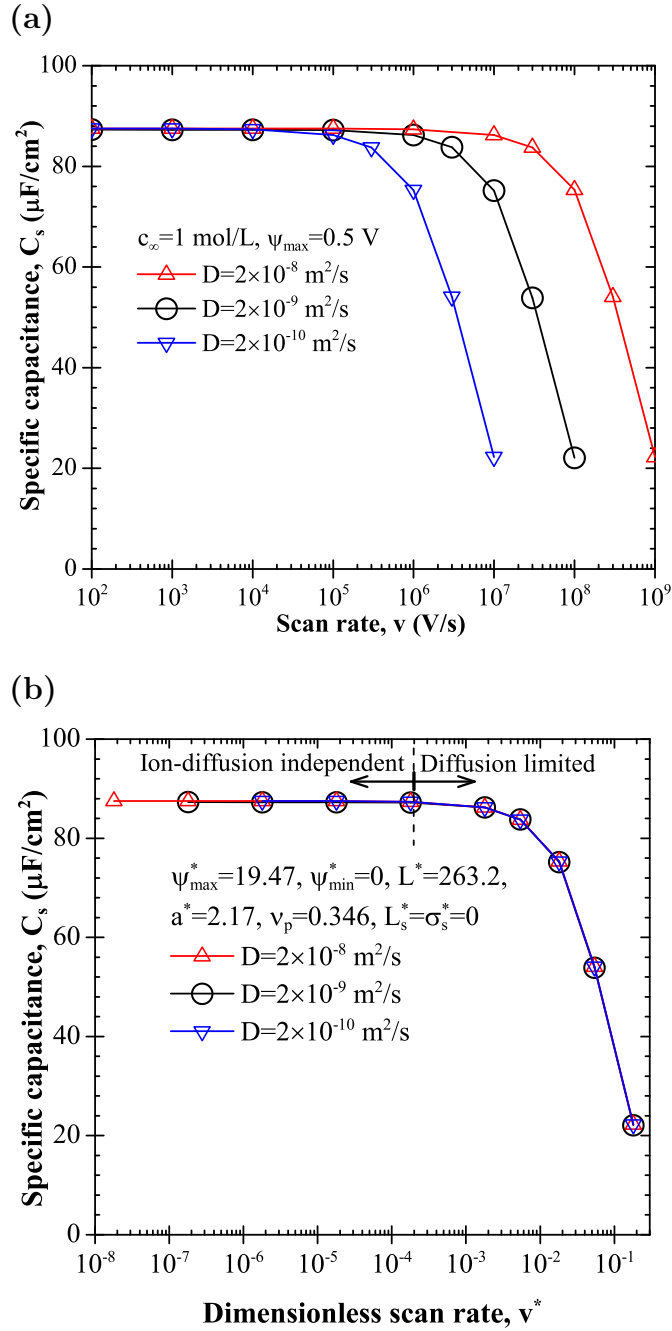 (a)
100
80
60
40
20
0
Specific capacitance, Cₛ (μF/cm²)
c∞=1 mol/L, ψmax=0.5 V
D=2×10⁻⁸ m²/s
D=2×10⁻⁹ m²/s
D=2×10⁻¹⁰ m²/s
10² 10³ 10⁴ 10⁵ 10⁶ 10⁷ 10⁸ 10⁹
Scan rate, v (V/s)
(b)
100
80
60
40
20
0
Specific capacitance, Cₛ (μF/cm²)
Ion-diffusion independent Diffusion limited
ψ*max=19.47, ψ*min=0, L*=263.2,
a*=2.17, νp=0.346, L*s=σ*s=0
D=2×10⁻⁸ m²/s
D=2×10⁻⁹ m²/s
D=2×10⁻¹⁰ m²/s
10⁻⁸ 10⁻⁷ 10⁻⁶ 10⁻⁵ 10⁻⁴ 10⁻³ 10⁻² 10⁻¹
Dimensionless scan rate, v*